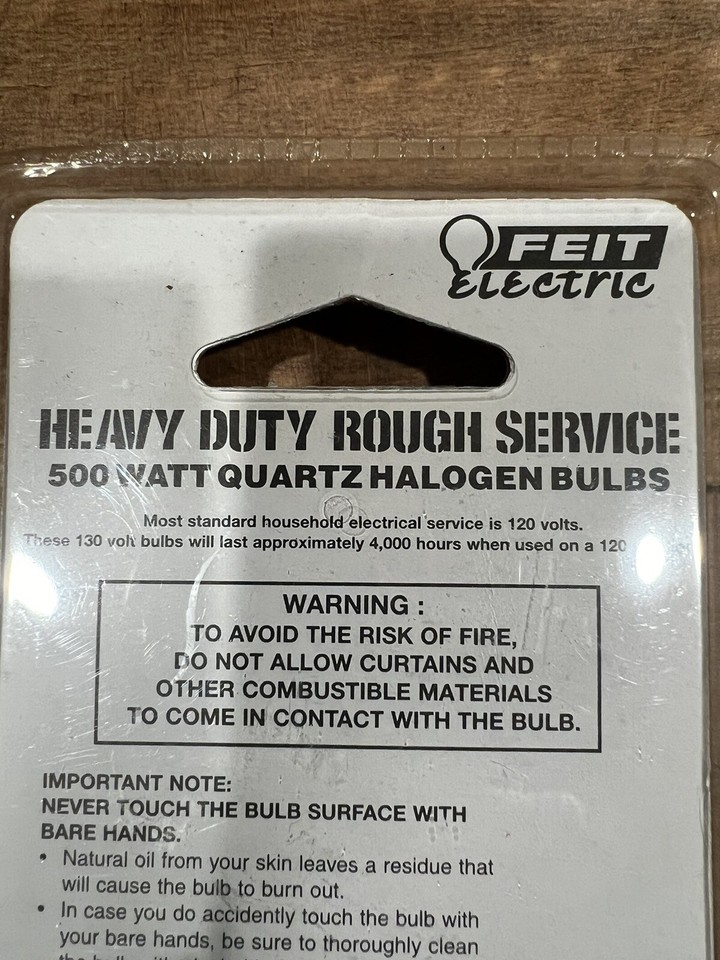 FEIT
Electric
HEAVY DUTY ROUGH SERVICE
500 WATT QUARTZ HALOGEN BULBS
Most standard household electrical service is 120 volts.
These 130 volt bulbs will last approximately 4,000 hours when used on a 120
WARNING :
TO AVOID THE RISK OF FIRE,
DO NOT ALLOW CURTAINS AND
OTHER COMBUSTIBLE MATERIALS
TO COME IN CONTACT WITH THE BULB.
IMPORTANT NOTE:
NEVER TOUCH THE BULB SURFACE WITH
BARE HANDS.
• Natural oil from your skin leaves a residue that
will cause the bulb to burn out.
• In case you do accidently touch the bulb with
your bare hands, be sure to thoroughly clean